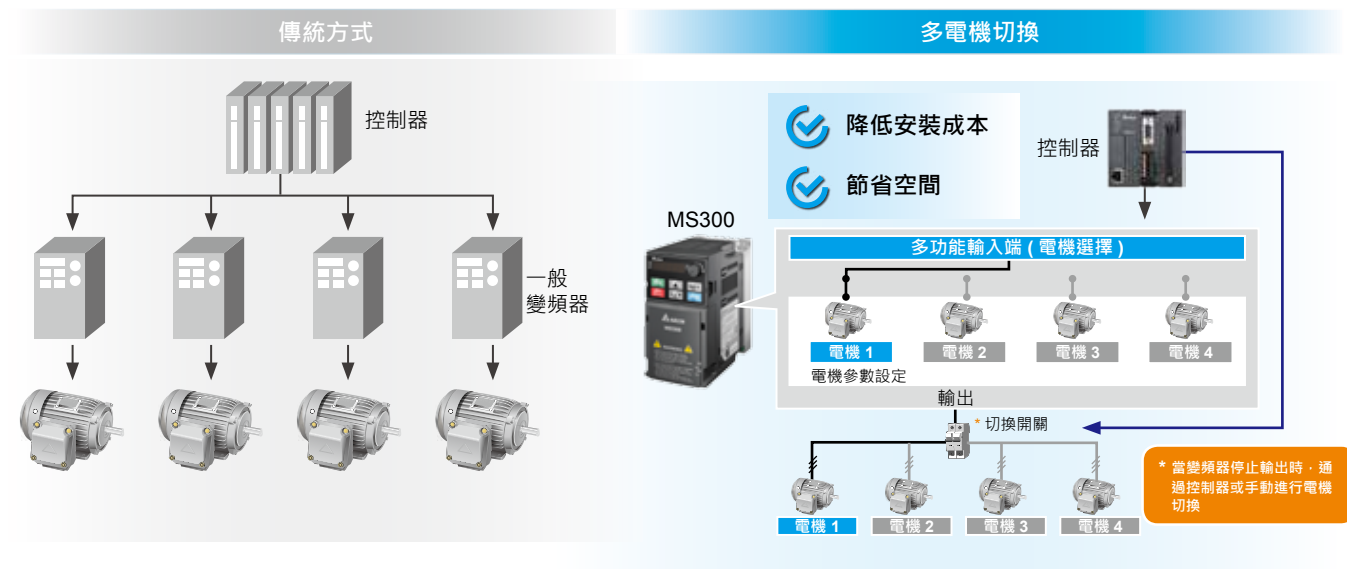 傳統方式
多電機切換
控制器
一般
變頻器
降低安裝成本
節省空間
控制器
MS300
多功能輸入端 ( 電機選擇 )
電機 1
電機 2
電機 3
電機 4
電機參數設定
輸出
* 切換開關
電機 1
電機 2
電機 3
電機 4
* 當變頻器停止輸出時，通
過控制器或手動進行電機
切換